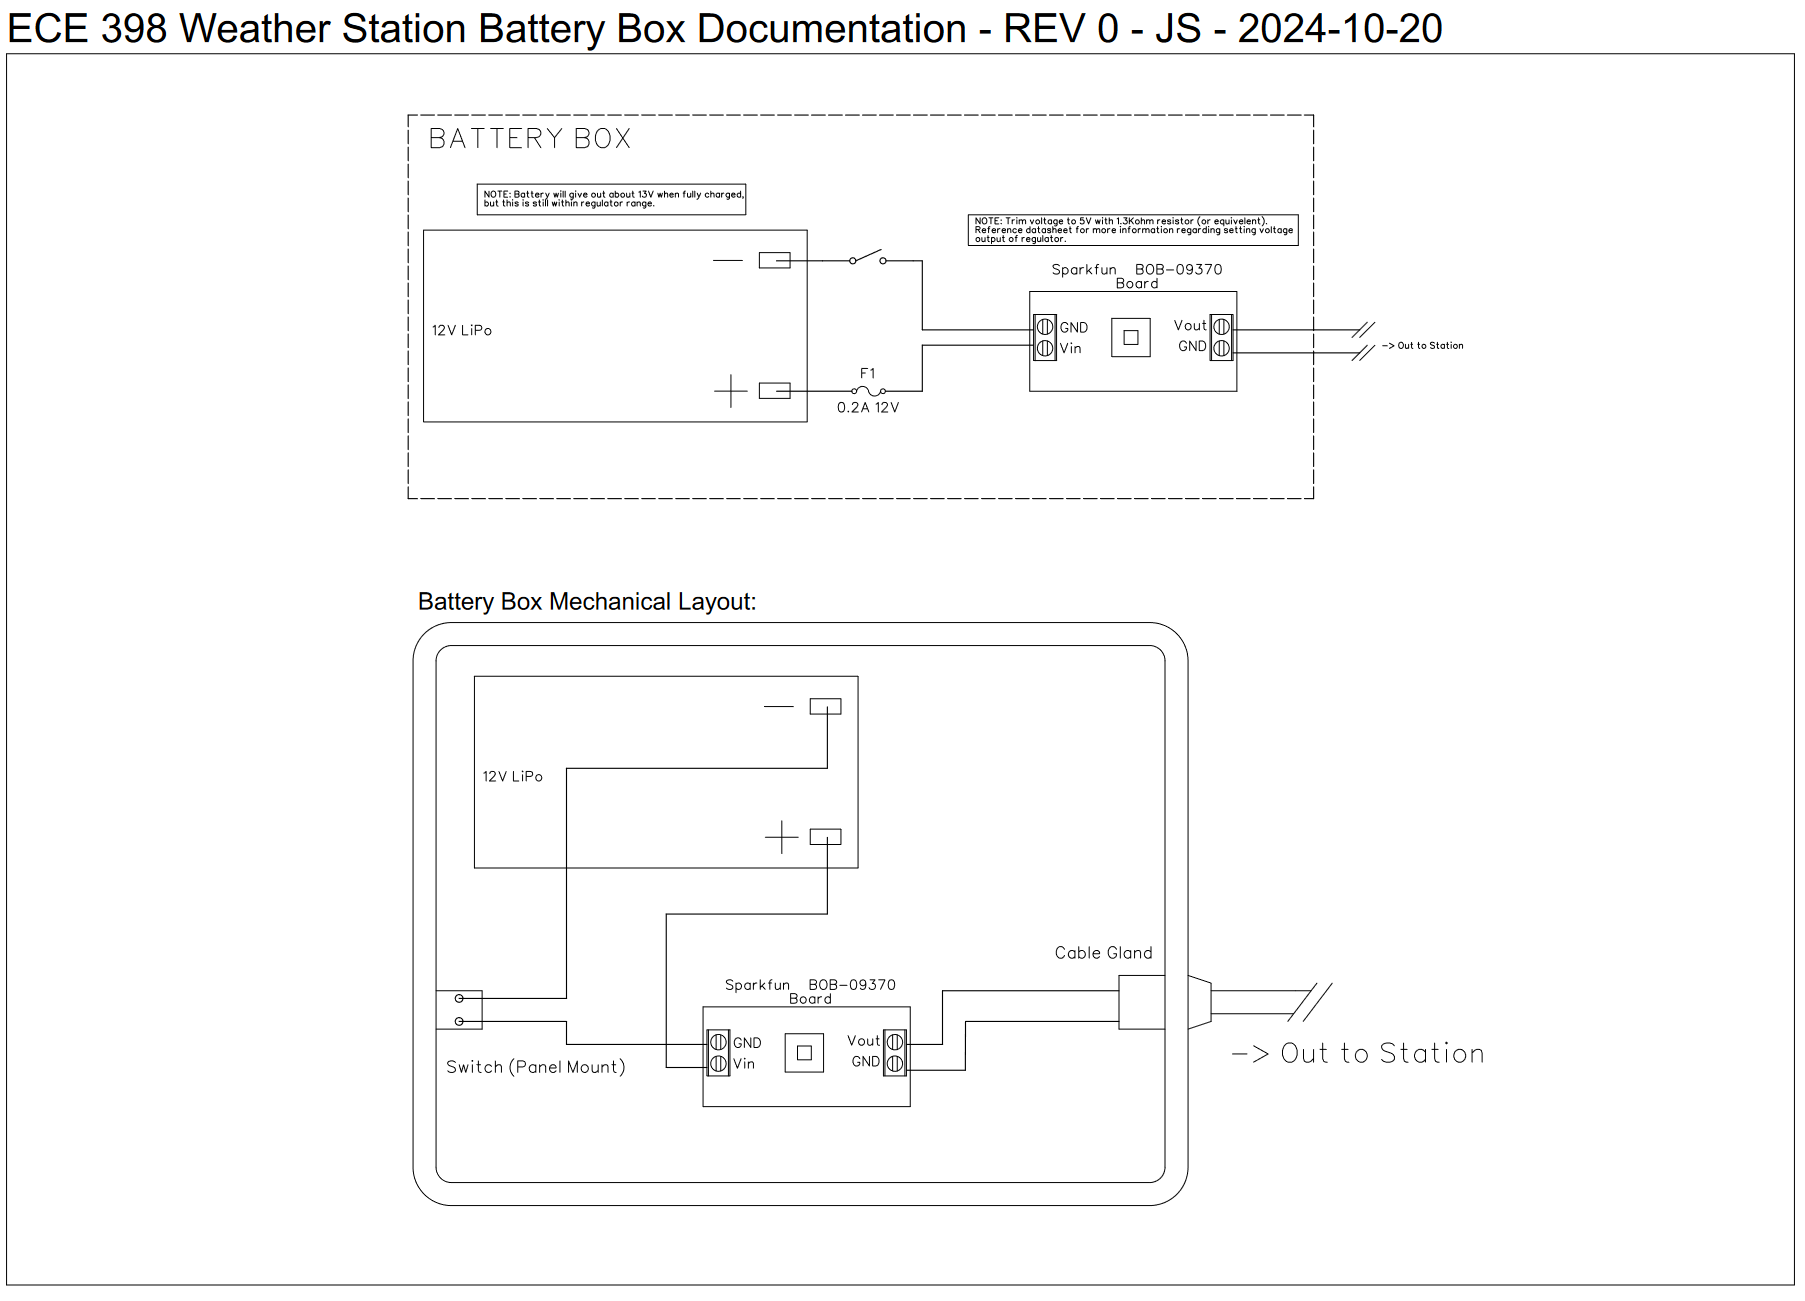 ECE 398 Weather Station Battery Box Documentation - REV 0 - JS - 2024-10-20
BATTERY BOX
NOTE: Battery will give out about 13V when fully charged,
but this is still within regulator range.
NOTE: Trim voltage to 5V with 1.3Kohm resistor (or equivelent).
Reference datasheet for more information regarding setting voltage
output of regulator.
Sparkfun BOB-09370
Board
12V LiPo
GND
Vin
Vout
GND
-> Out to Station
F1
0.2A 12V
Battery Box Mechanical Layout:
12V LiPo
Cable Gland
Sparkfun BOB-09370
Board
GND
Vin
Vout
GND
Switch (Panel Mount)
-> Out to Station